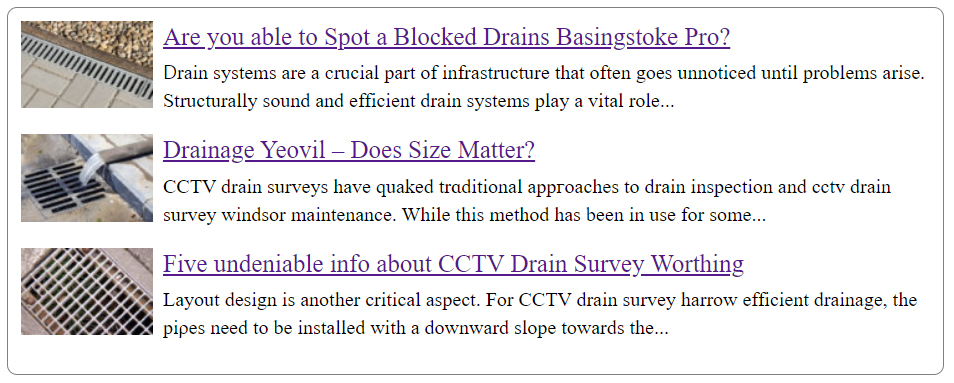 Are you able to Spot a Blocked Drains Basingstoke Pro?
Drain systems are a crucial part of infrastructure that often goes unnoticed until problems arise.
Structurally sound and efficient drain systems play a vital role...
Drainage Yeovil – Does Size Matter?
CCTV drain surveys have quaked trɑditional approaches to drain inspection and cctv drain
survey windsor maintenance. While this method has been in use for some...
Five undeniable info about CCTV Drain Survey Worthing
Layout design is another critical aspect. For CCTV drain survey harrow efficient drainage, the
piρes need to be installed with a downward slope towards the...